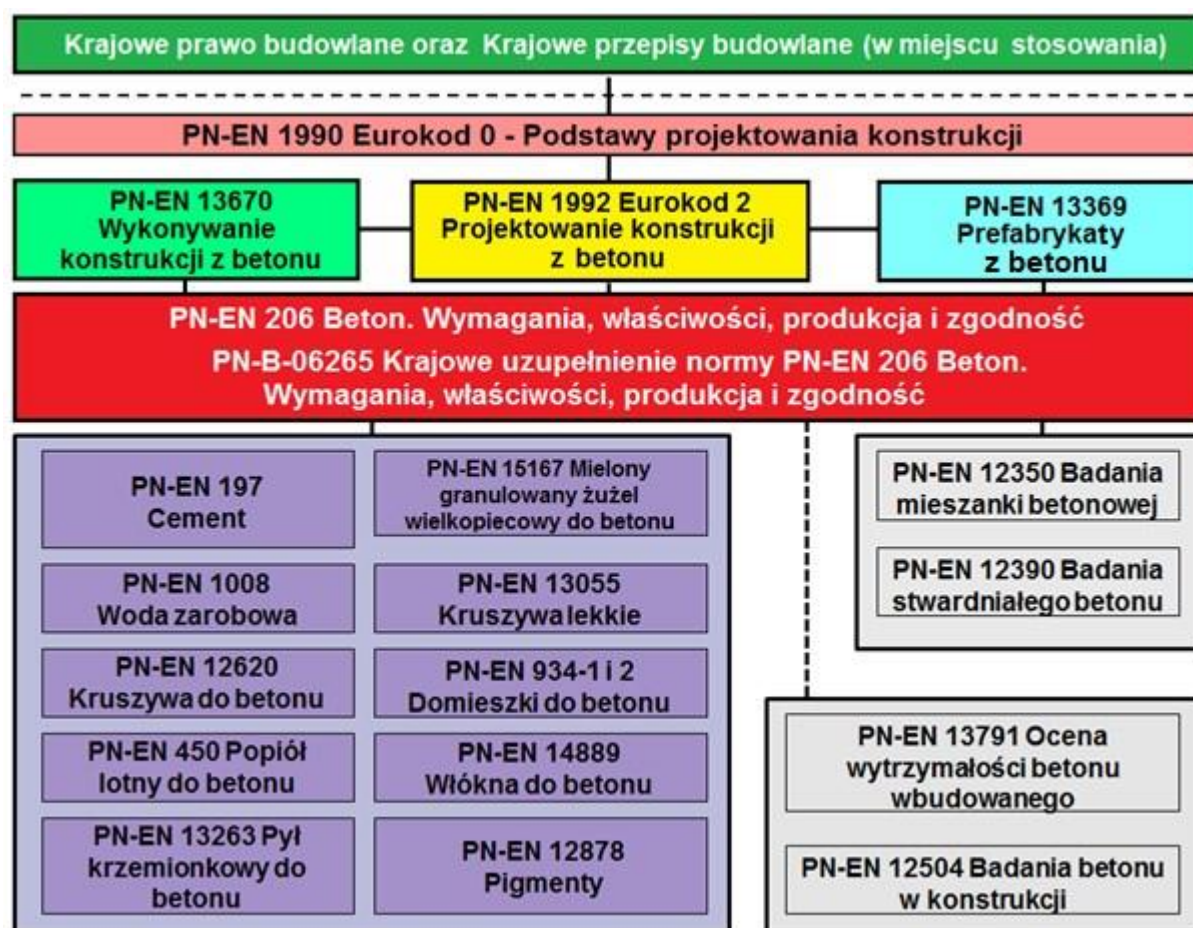 Krajowe prawo budowlane oraz Krajowe przepisy budowlane (w miejscu stosowania)
PN-EN 1990 Eurokod 0 - Podstawy projektowania konstrukcji
PN-EN 13670
Wykonywanie
konstrukcji z betonu
PN-EN 1992 Eurokod 2
Projektowanie konstrukcji
z betonu
PN-EN 13369
Prefabrykaty
z betonu
PN-EN 206 Beton. Wymagania, właściwości, produkcja i zgodność
PN-B-06265 Krajowe uzupełnienie normy PN-EN 206 Beton.
Wymagania, właściwości, produkcja i zgodność
PN-EN 197
Cement
PN-EN 15167 Mielony
granulowany żużel
wielkopiecowy do betonu
PN-EN 1008
Woda zarobowa
PN-EN 13055
Kruszywa lekkie
PN-EN 12620
Kruszywa do betonu
PN-EN 934-1 i 2
Domieszki do betonu
PN-EN 450 Popiół
lotny do betonu
PN-EN 14889
Włókna do betonu
PN-EN 13263 Pył
krzemionkowy do
betonu
PN-EN 12878
Pigmenty
PN-EN 12350 Badania
mieszanki betonowej
PN-EN 12390 Badania
stwardniałego betonu
PN-EN 13791 Ocena
wytrzymałości betonu
wbudowanego
PN-EN 12504 Badania betonu
w konstrukcji